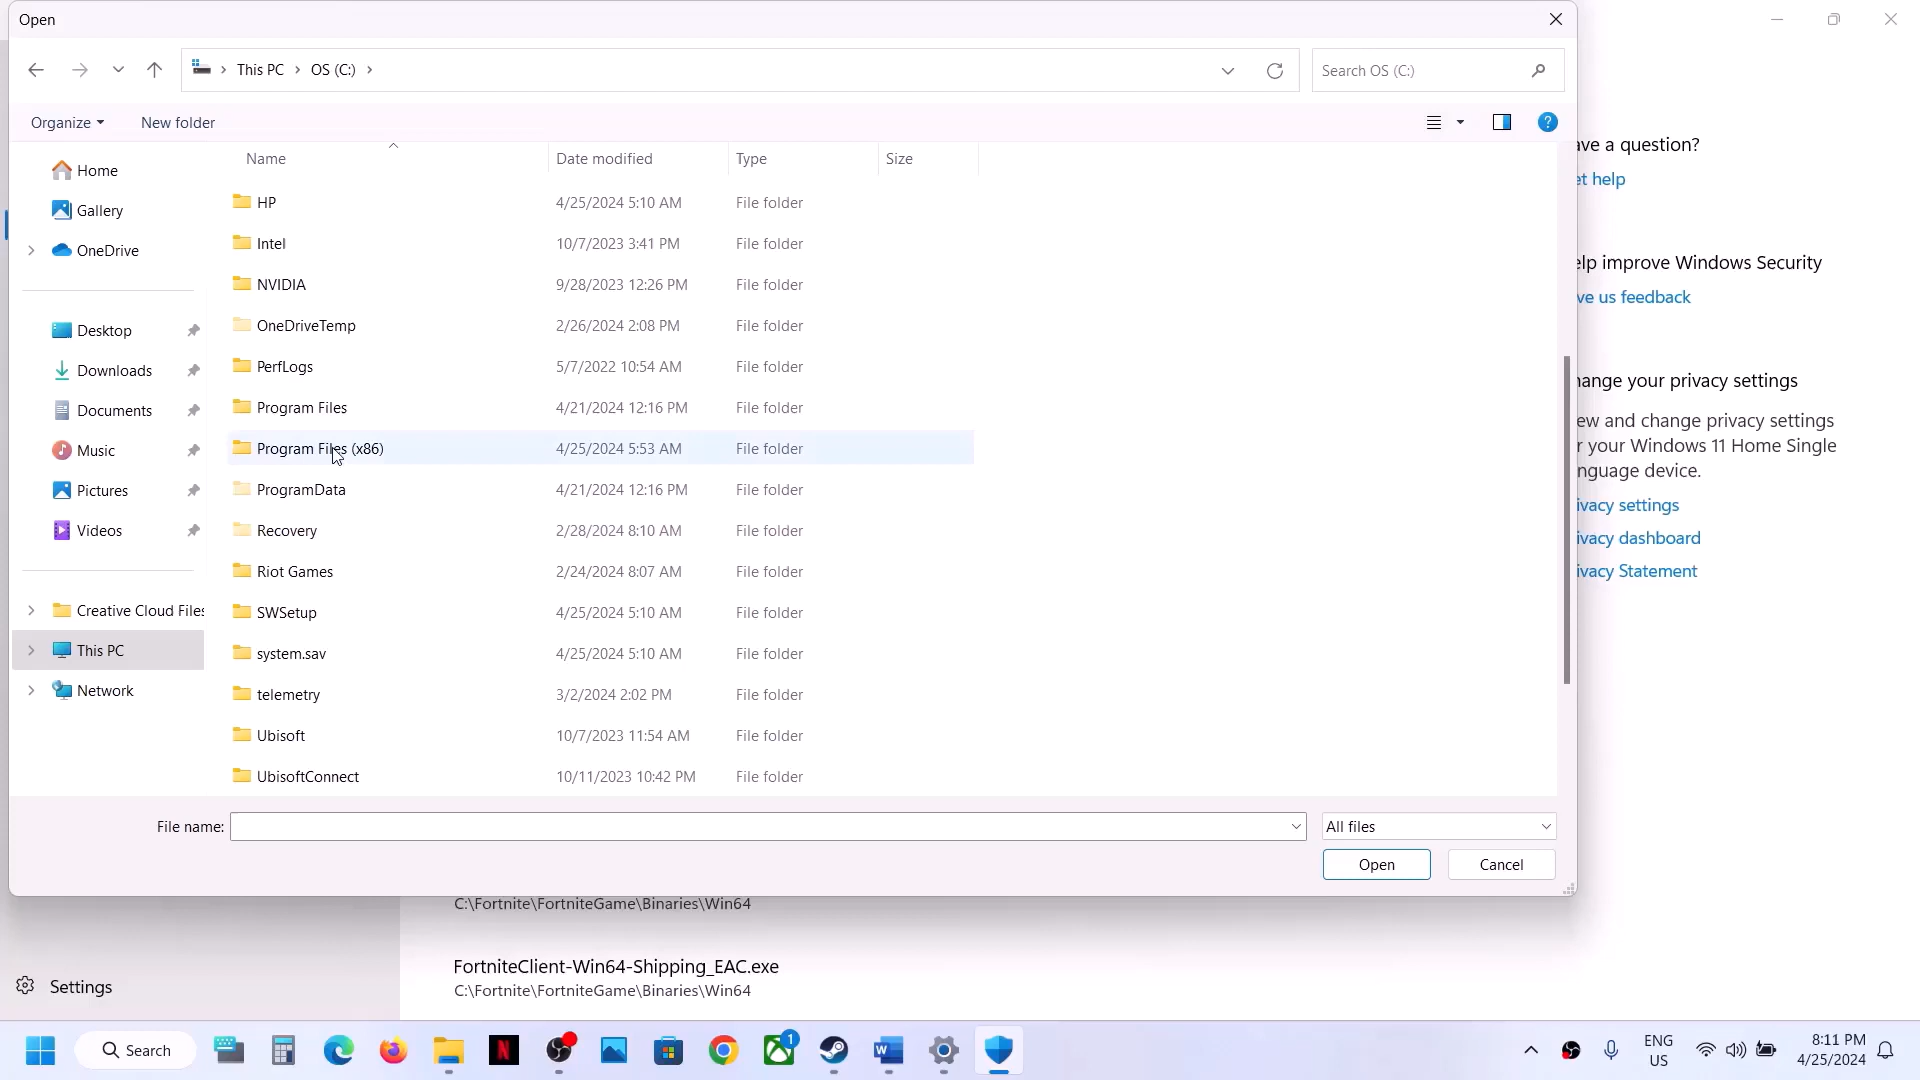 Open
This PC > OS (C:) >
Search OS (C:)
Organize
New folder
Name Date modified Type Size
Home
Gallery
OneDrive
Desktop
Downloads
Documents
Music
Pictures
Videos
Creative Cloud Files
This PC
Network
HP 4/25/2024 5:10 AM File folder
Intel 10/7/2023 3:41 PM File folder
NVIDIA 9/28/2023 12:26 PM File folder
OneDriveTemp 2/26/2024 2:08 PM File folder
PerfLogs 5/7/2022 10:54 AM File folder
Program Files 4/21/2024 12:16 PM File folder
Program Files (x86) 4/25/2024 5:53 AM File folder
ProgramData 4/21/2024 12:16 PM File folder
Recovery 2/28/2024 8:10 AM File folder
Riot Games 2/24/2024 8:07 AM File folder
SWSetup 4/25/2024 5:10 AM File folder
system.sav 4/25/2024 5:10 AM File folder
telemetry 3/2/2024 2:02 PM File folder
Ubisoft 10/7/2023 11:54 AM File folder
UbisoftConnect 10/11/2023 10:42 PM File folder
File name:
All files
Open
Cancel
ave a question?
et help
elp improve Windows Security
ve us feedback
hange your privacy settings
ew and change privacy settings
r your Windows 11 Home Single
nguage device.
ivacy settings
ivacy dashboard
ivacy Statement
C:\Fortnite\FortniteGame\Binaries\Win64
FortniteClient-Win64-Shipping_EAC.exe
C:\Fortnite\FortniteGame\Binaries\Win64
Settings
Search
1
ENG
US
8:11 PM
4/25/2024